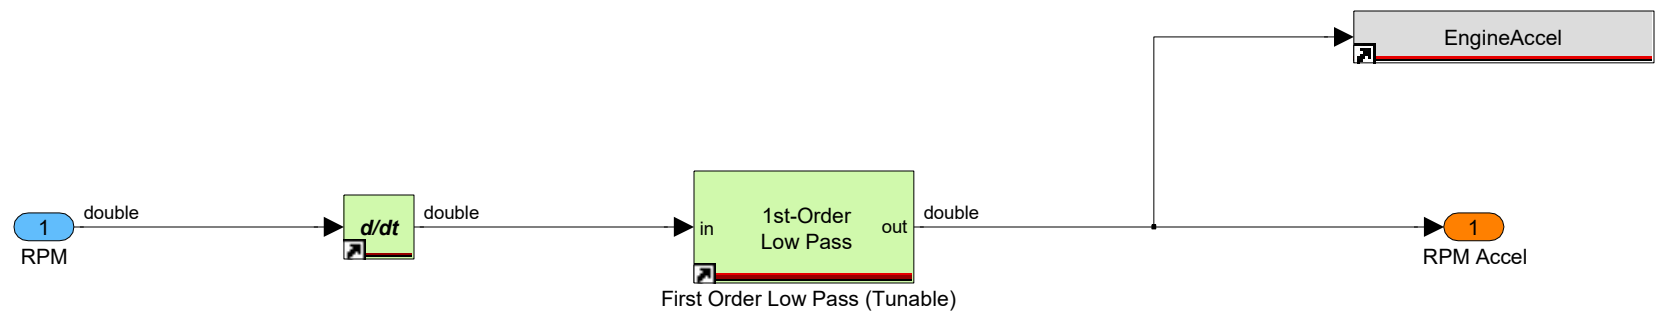 EngineAccel
1
RPM
double
d/dt
double
in
1st-Order
Low Pass
out
First Order Low Pass (Tunable)
double
1
RPM Accel